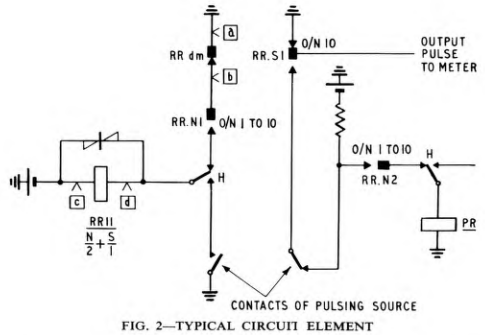 a
RR dm
b
RR.N1
O/N 1 TO 10
H
c
d
RR11
N/2 + S/1
RR.S1
O/N 10
OUTPUT
PULSE
TO METER
O/N 1 TO 10
RR.N2
H
PR
CONTACTS OF PULSING SOURCE
FIG. 2—TYPICAL CIRCUIT ELEMENT